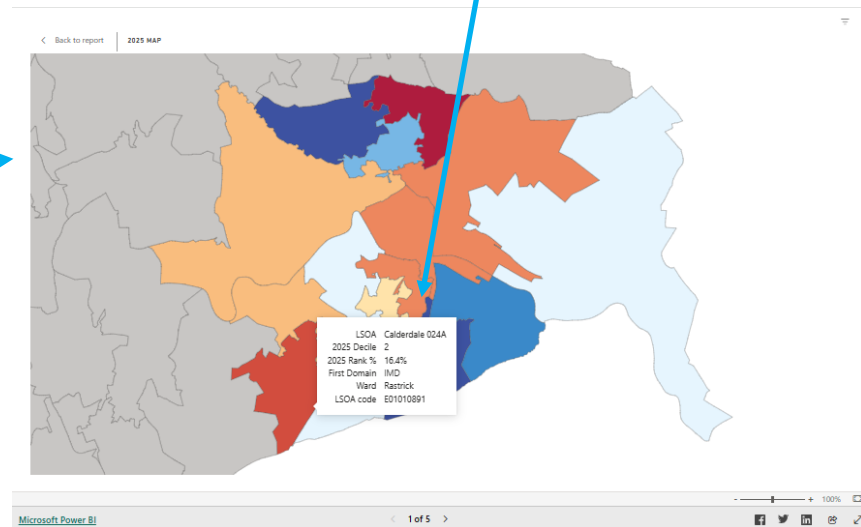 Back to report
2025 MAP
LSOA Calderdale 024A
2025 Decile 2
2025 Rank % 16.4%
First Domain IMD
Ward Rastrick
LSOA code E01010891
- + 100%
Microsoft Power BI
1 of 5